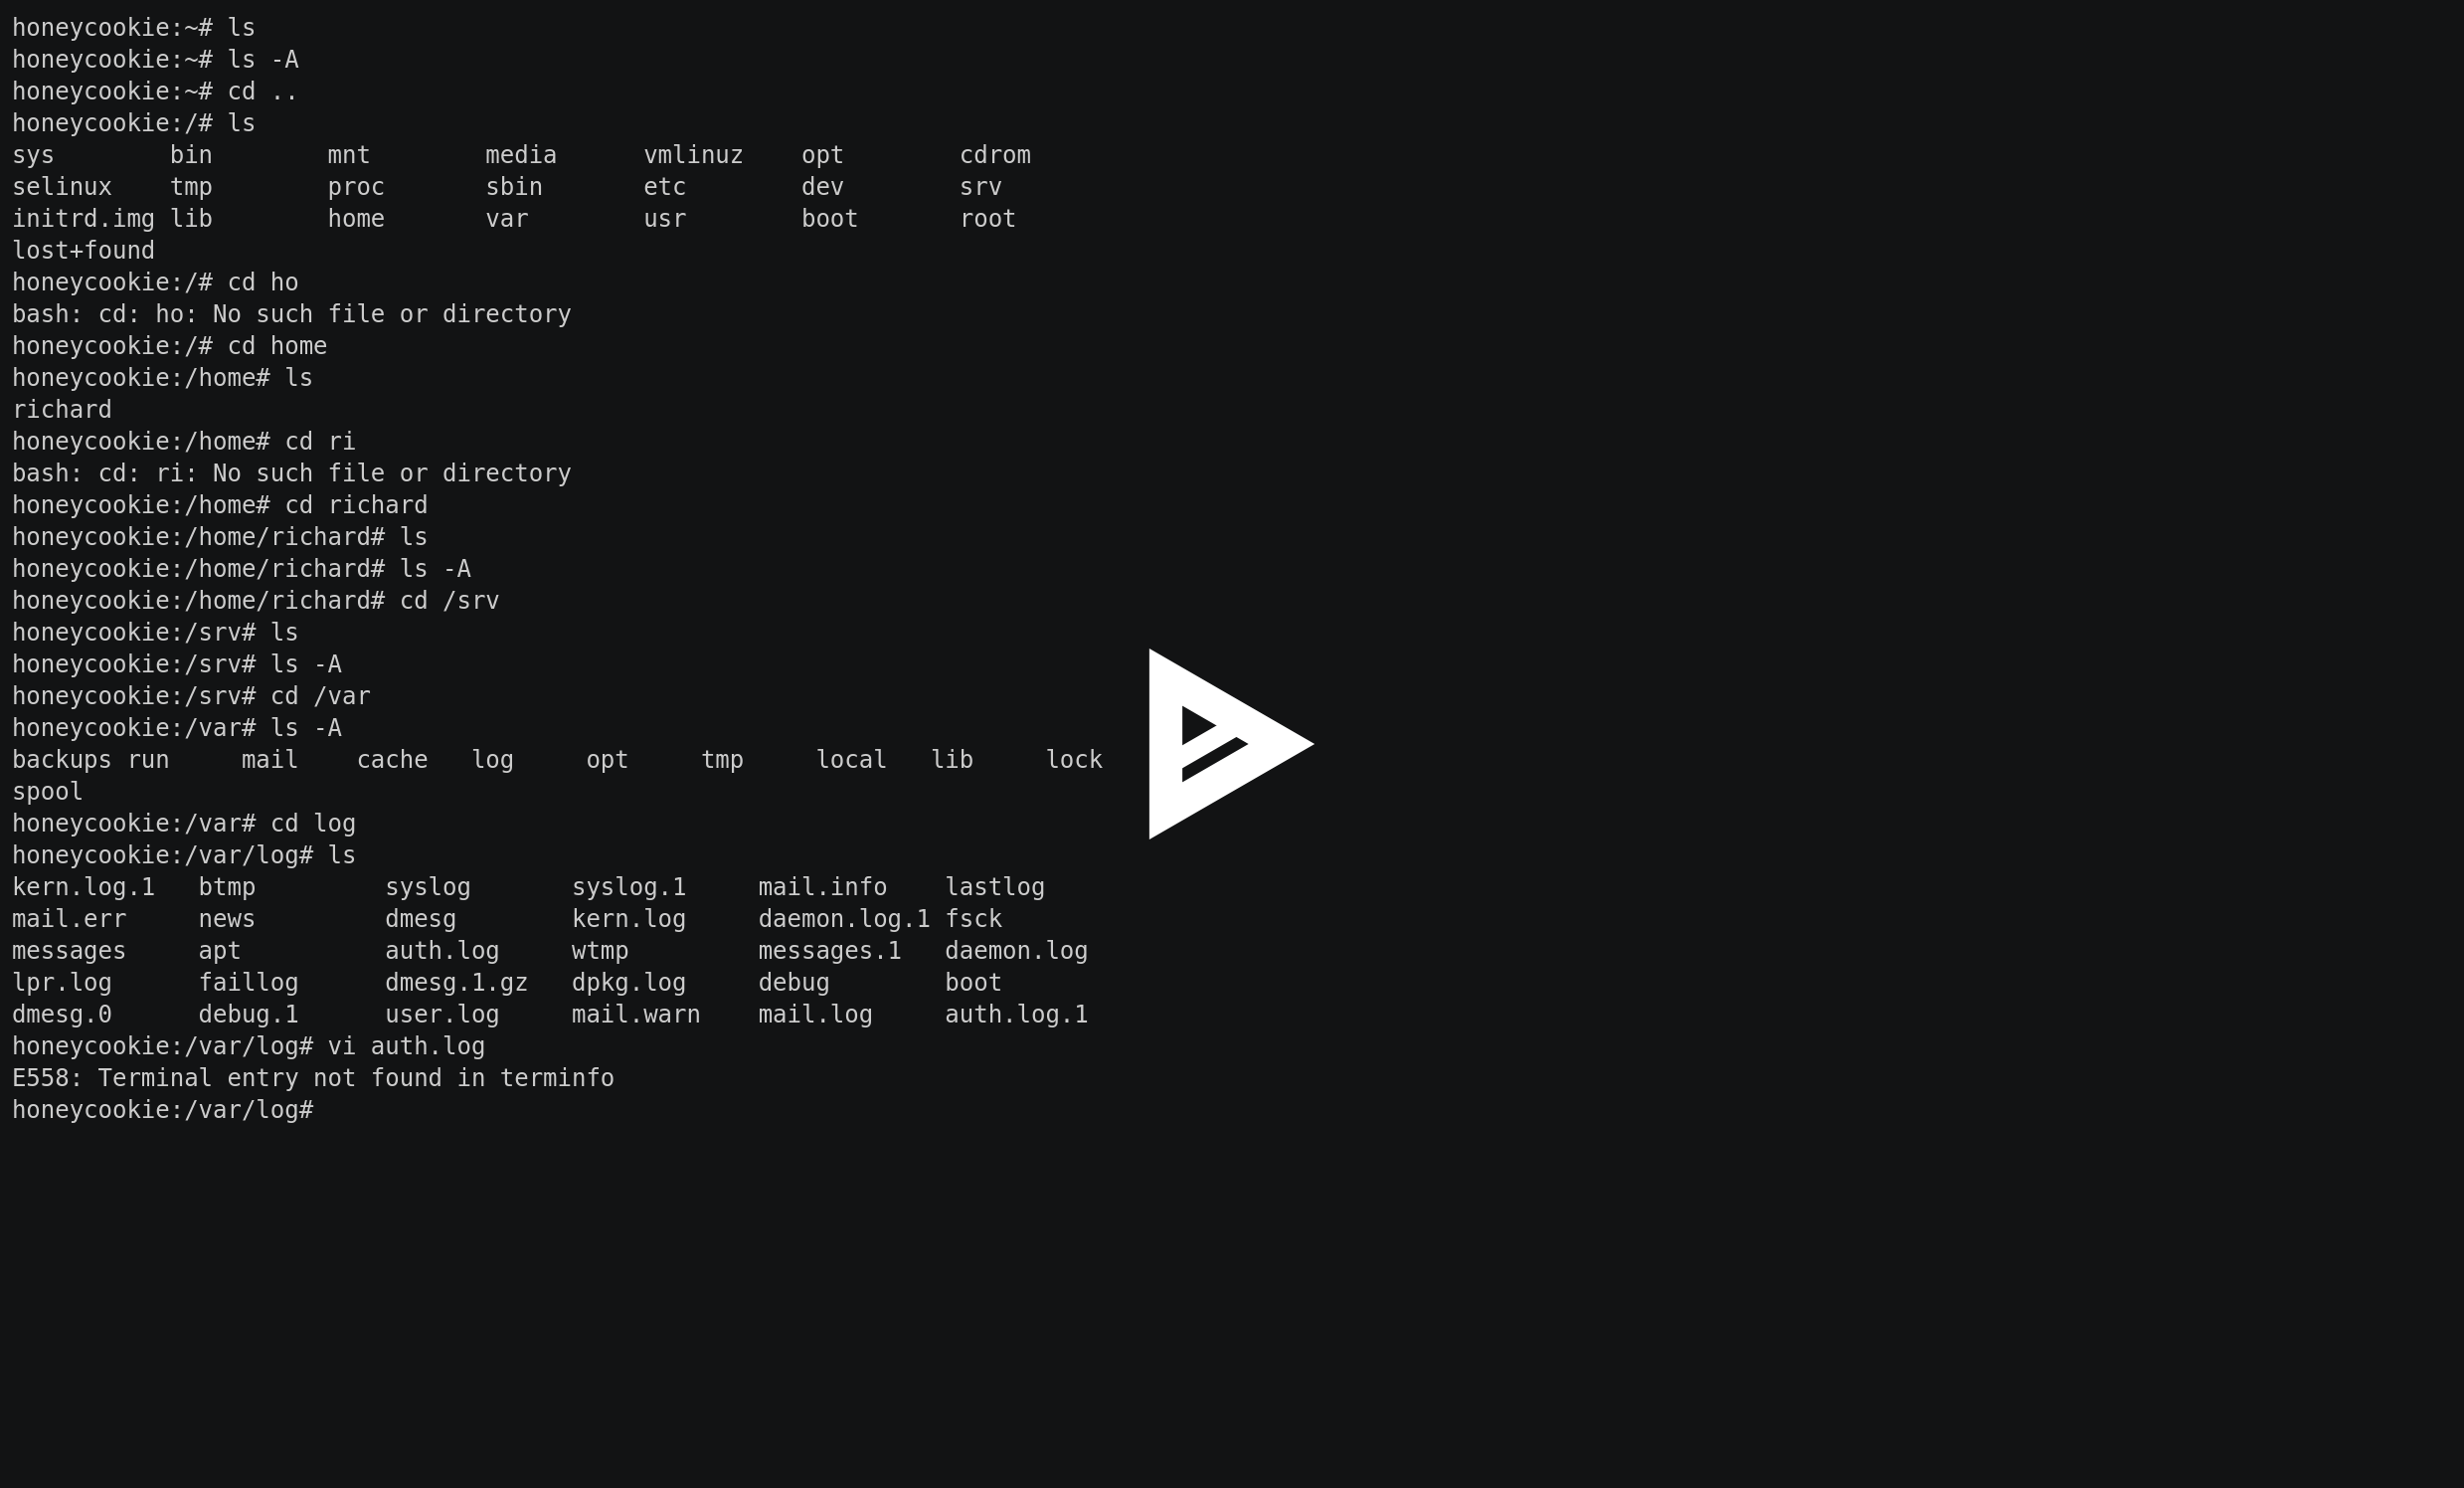 honeycookie:~# ls
honeycookie:~# ls -A
honeycookie:~# cd ..
honeycookie:/# ls
sys        bin        mnt        media      vmlinuz    opt        cdrom
selinux    tmp        proc       sbin       etc        dev        srv
initrd.img lib        home       var        usr        boot       root
lost+found
honeycookie:/# cd ho
bash: cd: ho: No such file or directory
honeycookie:/# cd home
honeycookie:/home# ls
richard
honeycookie:/home# cd ri
bash: cd: ri: No such file or directory
honeycookie:/home# cd richard
honeycookie:/home/richard# ls
honeycookie:/home/richard# ls -A
honeycookie:/home/richard# cd /srv
honeycookie:/srv# ls
honeycookie:/srv# ls -A
honeycookie:/srv# cd /var
honeycookie:/var# ls -A
backups run     mail    cache   log     opt     tmp     local   lib     lock
spool
honeycookie:/var# cd log
honeycookie:/var/log# ls
kern.log.1   btmp         syslog       syslog.1     mail.info    lastlog
mail.err     news         dmesg        kern.log     daemon.log.1 fsck
messages     apt          auth.log     wtmp         messages.1   daemon.log
lpr.log      faillog      dmesg.1.gz   dpkg.log     debug        boot
dmesg.0      debug.1      user.log     mail.warn    mail.log     auth.log.1
honeycookie:/var/log# vi auth.log
E558: Terminal entry not found in terminfo
honeycookie:/var/log#